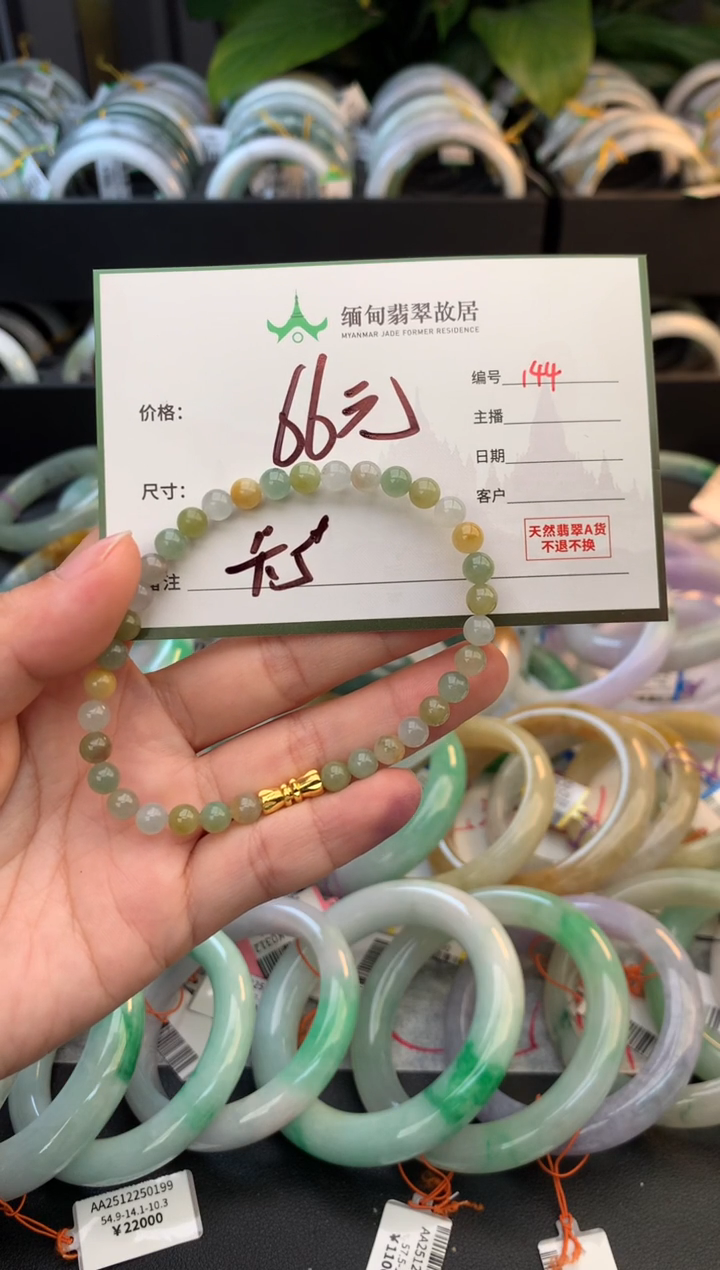 缅甸翡翠故居
MYANMAR JADE FORMER RESIDENCE
编号 144
价格: 66元
主播
日期
尺寸:
客户
天然翡翠A货
不退不换
注
AA2512250199
54.9-14.1-10.3
¥22000